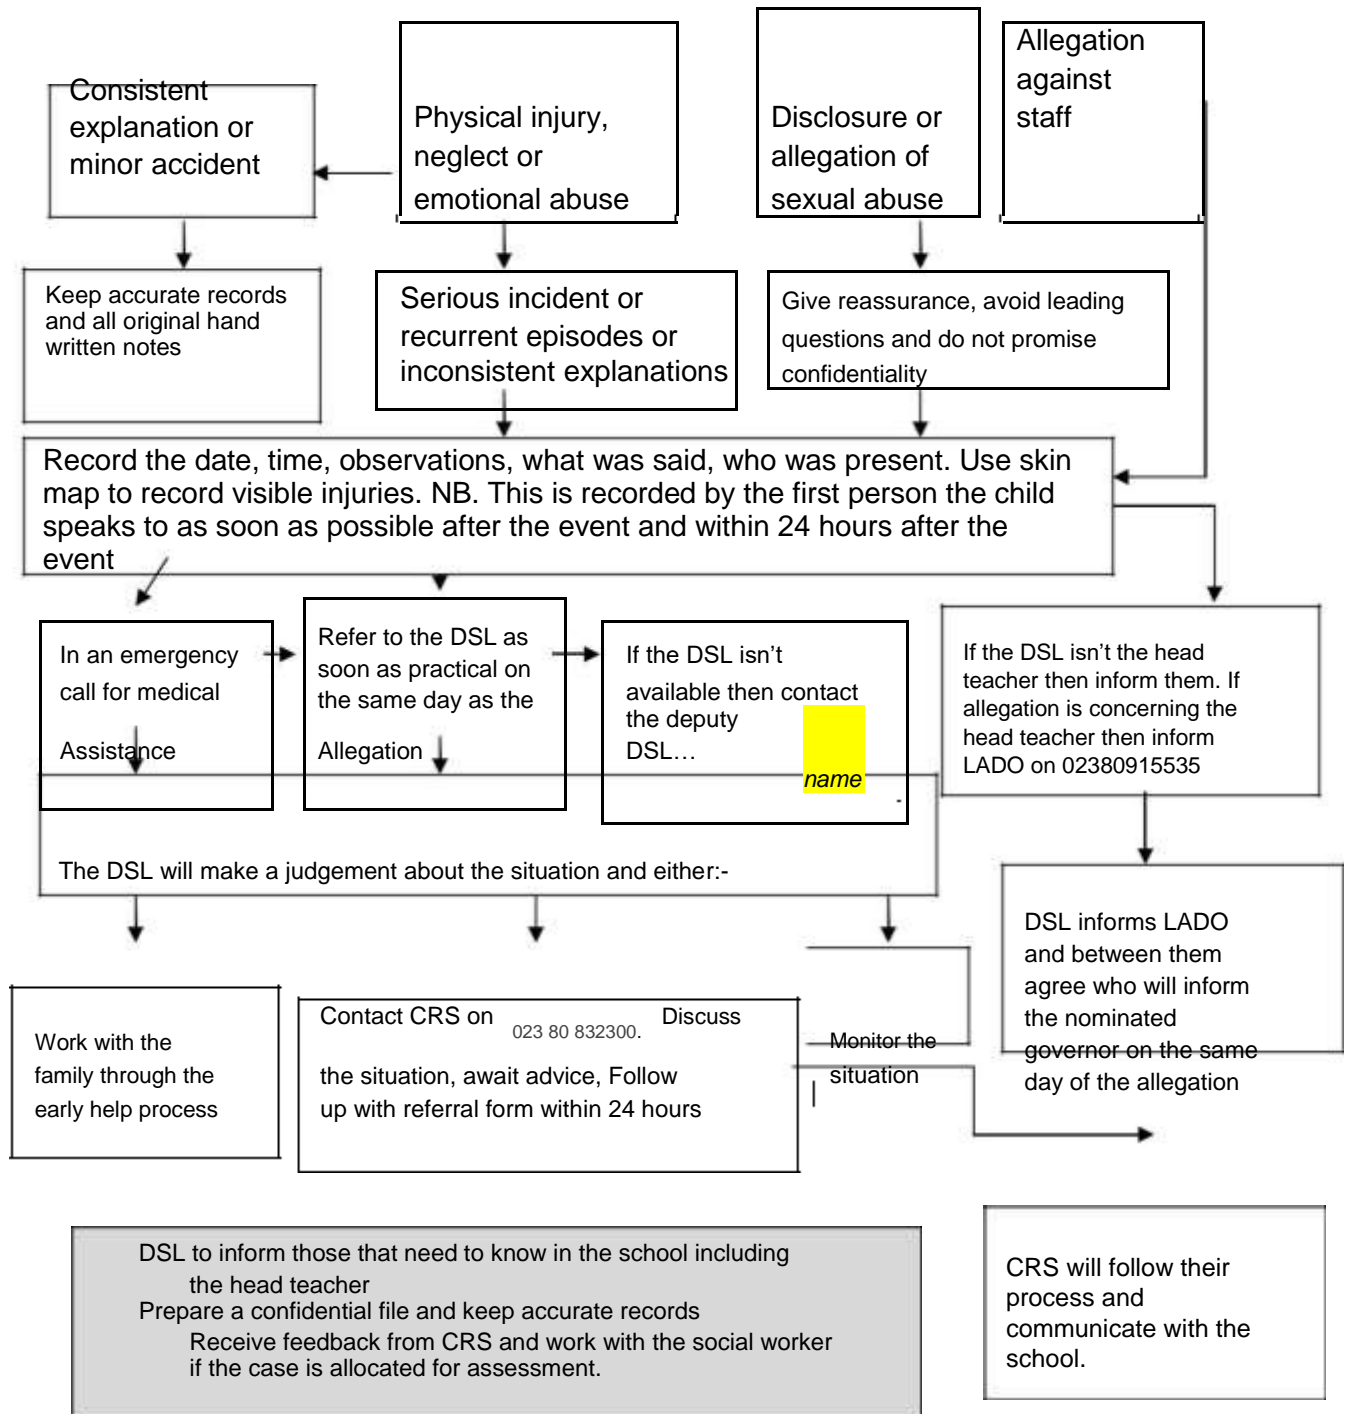 Consistent
explanation or
minor accident
Physical injury,
neglect or
emotional abuse
Disclosure or
allegation of
sexual abuse
Allegation
against
staff
Keep accurate records
and all original hand
written notes
Serious incident or
recurrent episodes or
inconsistent explanations
Give reassurance, avoid leading
questions and do not promise
confidentiality
Record the date, time, observations, what was said, who was present. Use skin
map to record visible injuries. NB. This is recorded by the first person the child
speaks to as soon as possible after the event and within 24 hours after the
event
In an emergency
call for medical
Assistance
Refer to the DSL as
soon as practical on
the same day as the
Allegation
If the DSL isn’t
available then contact
the deputy
DSL…
name
If the DSL isn’t the head
teacher then inform them. If
allegation is concerning the
head teacher then inform
LADO on 02380915535
The DSL will make a judgement about the situation and either:-
DSL informs LADO
and between them
agree who will inform
the nominated
governor on the same
day of the allegation
Work with the
family through the
early help process
Contact CRS on 023 80 832300. Discuss
the situation, await advice, Follow
up with referral form within 24 hours
Monitor the
situation
DSL to inform those that need to know in the school including
the head teacher
Prepare a confidential file and keep accurate records
Receive feedback from CRS and work with the social worker
if the case is allocated for assessment.
CRS will follow their
process and
communicate with the
school.